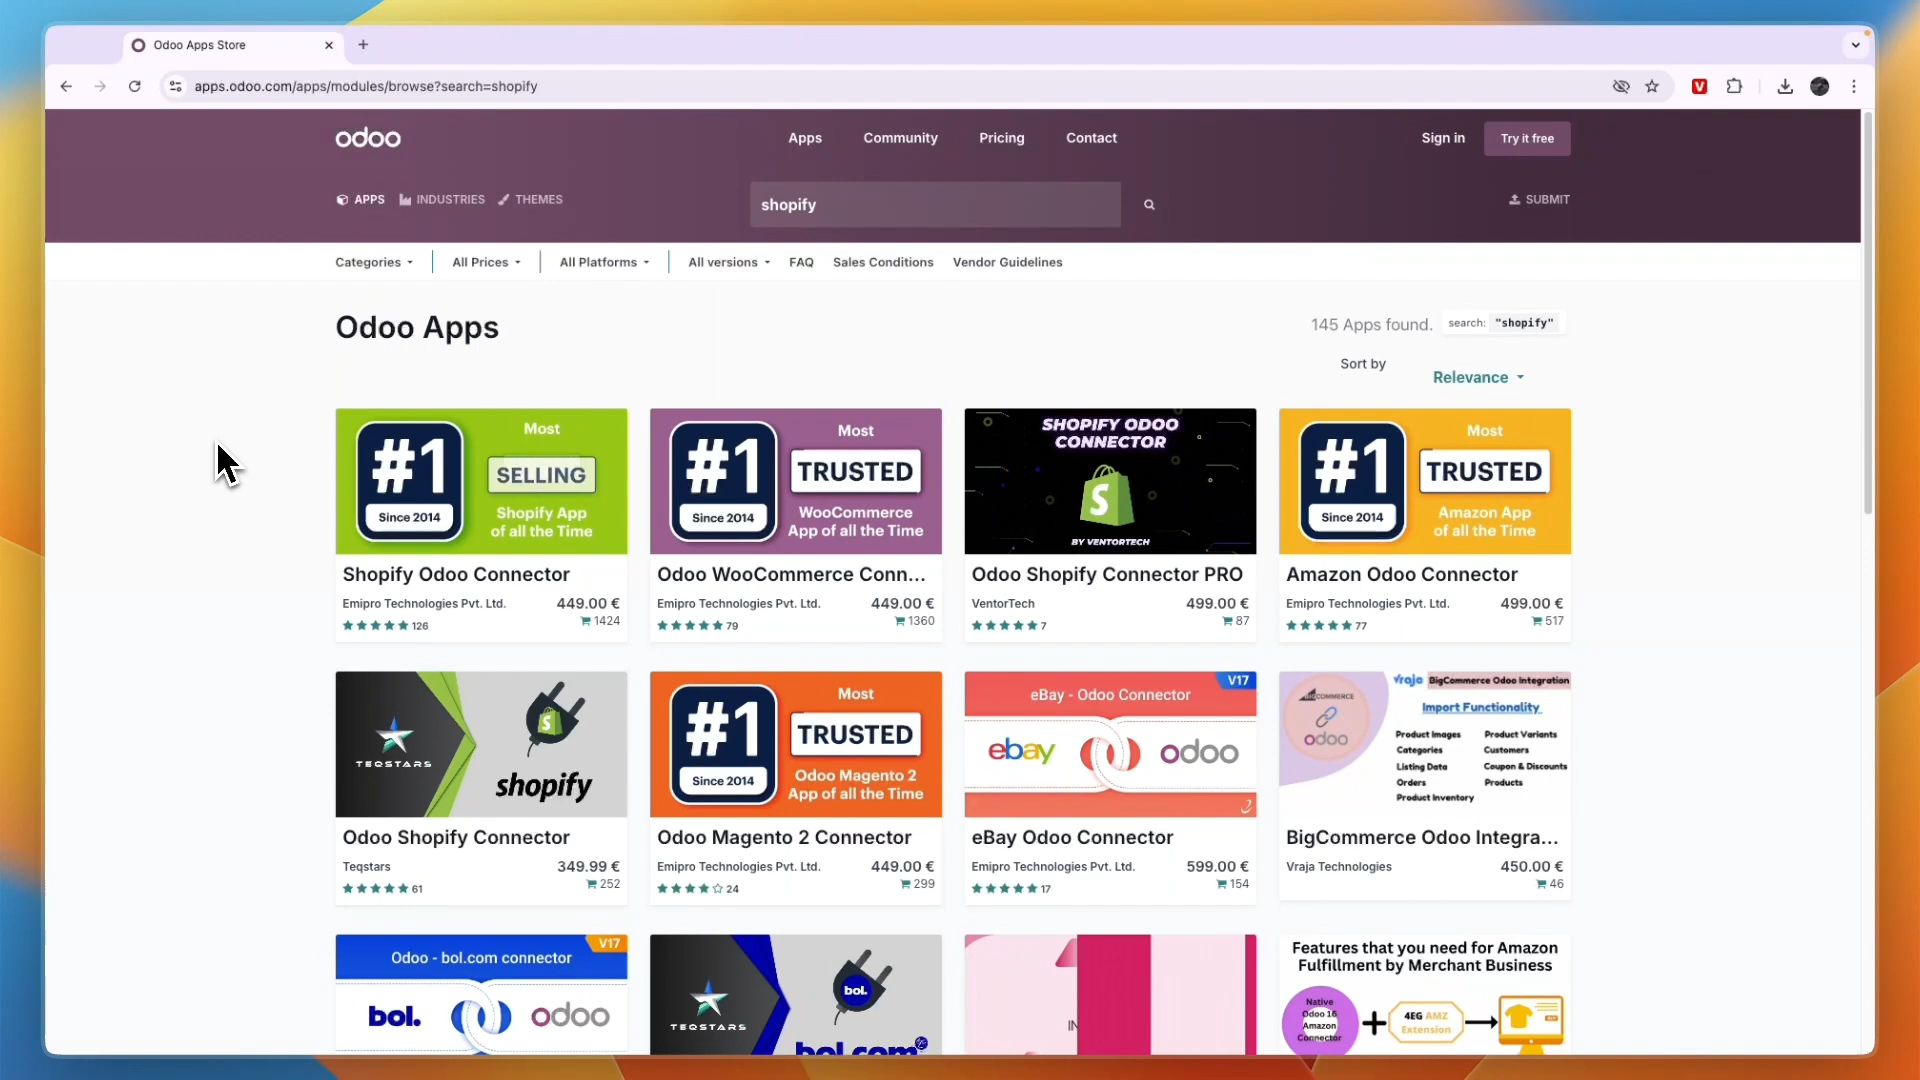 Odoo Apps Store
apps.odoo.com/apps/modules/browse?search=shopify
V
odoo
Apps
Community
Pricing
Contact
Sign in
Try it free
APPS
INDUSTRIES
THEMES
shopify
SUBMIT
Categories
All Prices
All Platforms
All versions
FAQ
Sales Conditions
Vendor Guidelines
Odoo Apps
145 Apps found.
search: "shopify"
Sort by
Relevance
#1
Since 2014
Most
SELLING
Shopify App
of all the Time
Shopify Odoo Connector
Emipro Technologies Pvt. Ltd.
449.00 €
126
1424
#1
Since 2014
Most
TRUSTED
WooCommerce
App of all the Time
Odoo WooCommerce Conn...
Emipro Technologies Pvt. Ltd.
449.00 €
79
1360
SHOPIFY ODOO
CONNECTOR
S
BY VENTORTECH
Odoo Shopify Connector PRO
VentorTech
499.00 €
7
87
#1
Since 2014
Most
TRUSTED
Amazon App
of all the Time
Amazon Odoo Connector
Emipro Technologies Pvt. Ltd.
499.00 €
77
517
TEQSTARS
S
shopify
Odoo Shopify Connector
Teqstars
349.99 €
61
252
#1
Since 2014
Most
TRUSTED
Odoo Magento 2
App of all the Time
Odoo Magento 2 Connector
Emipro Technologies Pvt. Ltd.
449.00 €
24
299
V17
eBay - Odoo Connector
ebay
odoo
eBay Odoo Connector
Emipro Technologies Pvt. Ltd.
599.00 €
17
154
COMMERCE
odoo
Vraja
BigCommerce Odoo Integration
Import Functionality
Product Images
Categories
Listing Data
Orders
Product Inventory
Product Variants
Customers
Coupon & Discounts
Products
BigCommerce Odoo Integra...
Vraja Technologies
450.00 €
46
V17
Odoo - bol.com connector
bol.
odoo
TEQSTARS
bol.
bol.com
IN
Features that you need for Amazon
Fulfillment by Merchant Business
Native
Odoo 16
Amazon
Connector
4EG AMZ
Extension